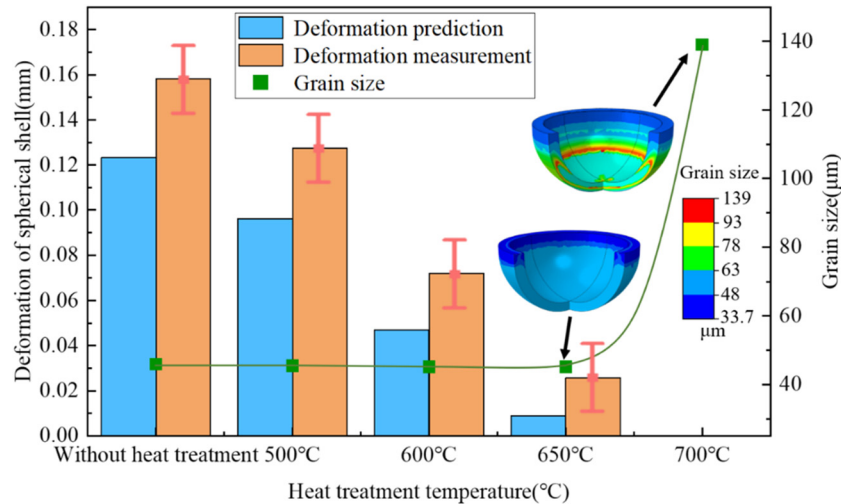 Deformation of spherical shell(mm)
0.18
0.16
0.14
0.12
0.10
0.08
0.06
0.04
0.02
0.00
Deformation prediction
Deformation measurement
Grain size
Grain size
139
93
78
63
48
33.7
μm
140
120
100
80
60
40
Grain size(μm)
Without heat treatment 500°C 600°C 650°C 700°C
Heat treatment temperature(°C)